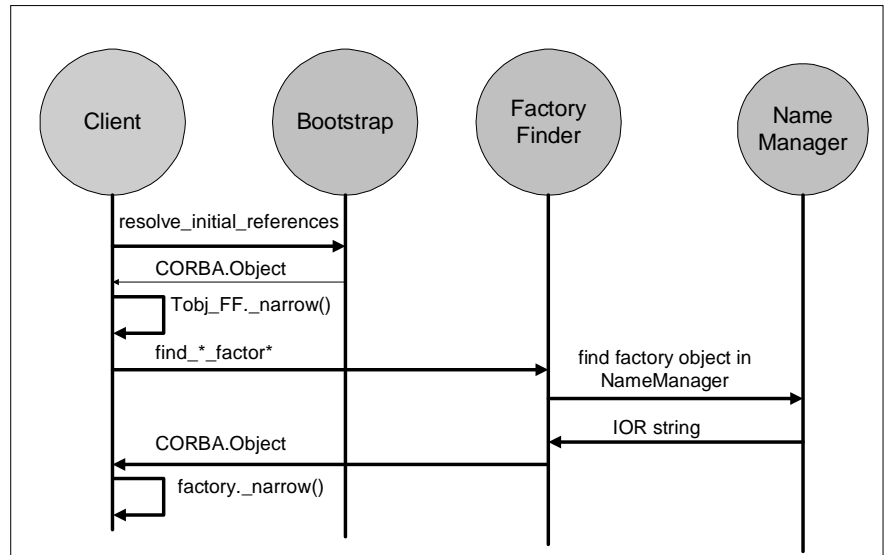 Client
Bootstrap
Factory
Finder
Name
Manager
resolve_initial_references
CORBA.Object
Tobj_FF._narrow()
find_*_factor*
find factory object in
NameManager
IOR string
CORBA.Object
factory._narrow()